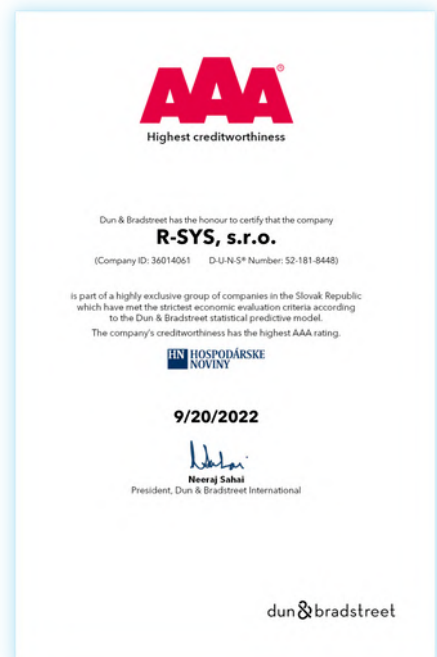 AAA®
Highest creditworthiness
Dun & Bradstreet has the honour to certify that the company
R-SYS, s.r.o.
(Company ID: 36014061 D-U-N-S® Number: 52-181-8448)
is part of a highly exclusive group of companies in the Slovak Republic
which have met the strictest economic evaluation criteria according
to the Dun & Bradstreet statistical predictive model.
The company's creditworthiness has the highest AAA rating.
HN HOSPODÁRSKE
NOVINY
9/20/2022
Neeraj Sahai
President, Dun & Bradstreet International
dun & bradstreet